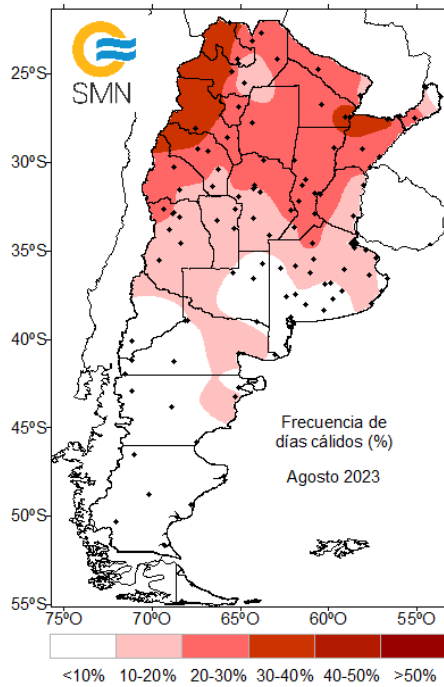 SMN
25ºS
30ºS
35ºS
40ºS
45ºS
50ºS
55ºS
Frecuencia de
días cálidos (%)
Agosto 2023
75ºO 70ºO 65ºO 60ºO 55ºO
<10% 10-20% 20-30% 30-40% 40-50% >50%